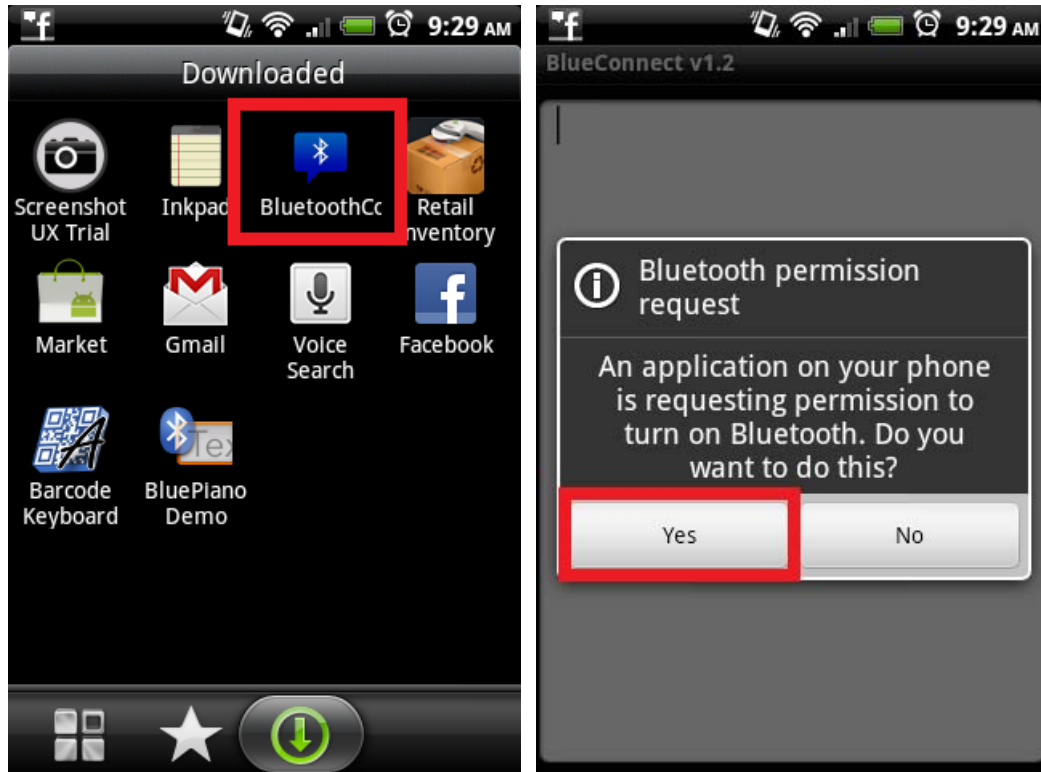 9:29 AM
Downloaded
Screenshot
UX Trial
Inkpad
BluetoothCo
Retail
Inventory
Market
Gmail
Voice
Search
Facebook
Barcode
Keyboard
BluePiano
Demo
9:29 AM
BlueConnect v1.2
Bluetooth permission
request
An application on your phone
is requesting permission to
turn on Bluetooth. Do you
want to do this?
Yes
No